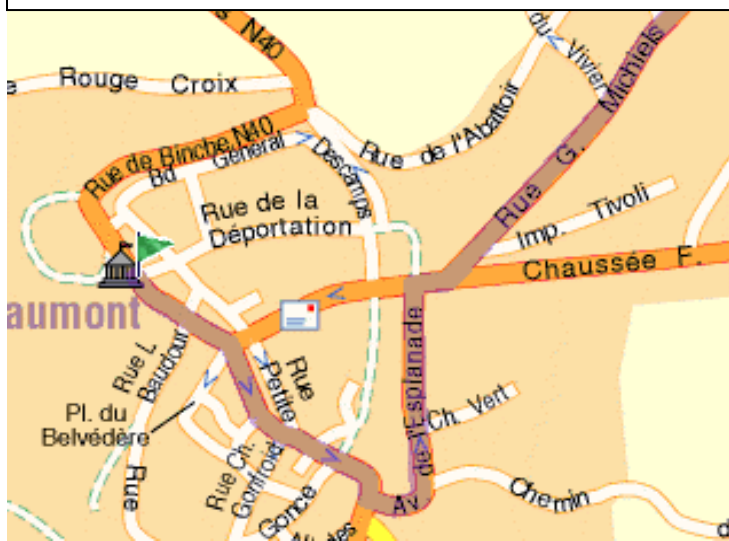 N40
du Vivier
e Rouge Croix
Michiels
Rue de Binche N40
Bd General Descamps
Rue de l'Abattoir
Rue G.
Rue de la
Déportation
Imp. Tivoli
Chaussée F.
aumont
Rue L.
Baudour
Rue
Petite
de l'Esplanade
Pl. du
Belvédère
Ch. Vert
Rue Ch.
Gonfroid
Rue
Gonce
Av.
Chemin
d